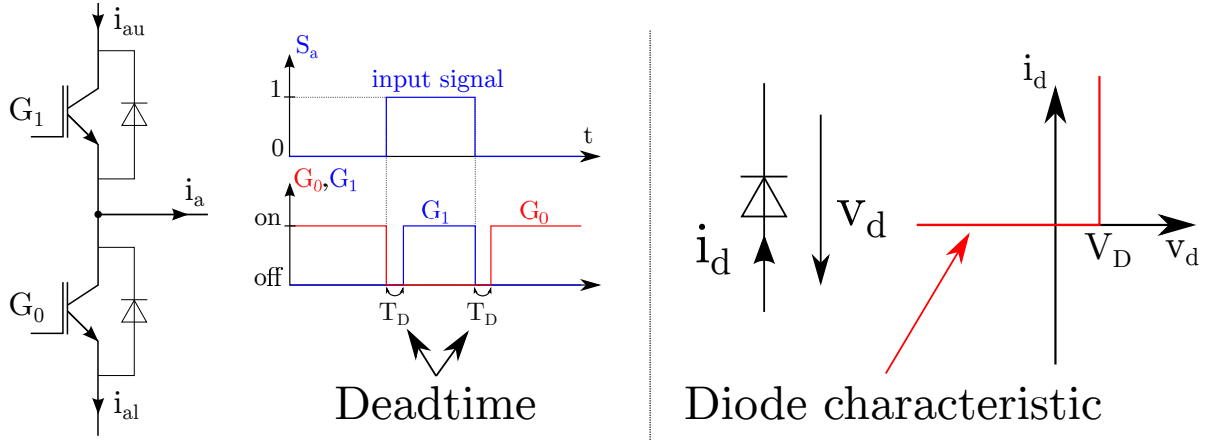 i_au
G_1
i_a
G_0
i_al
S_a
input signal
1
0
t
G_0,G_1
on
off
G_1
G_0
T_D
T_D
Deadtime
i_d
v_d
i_d
V_D
v_d
Diode characteristic